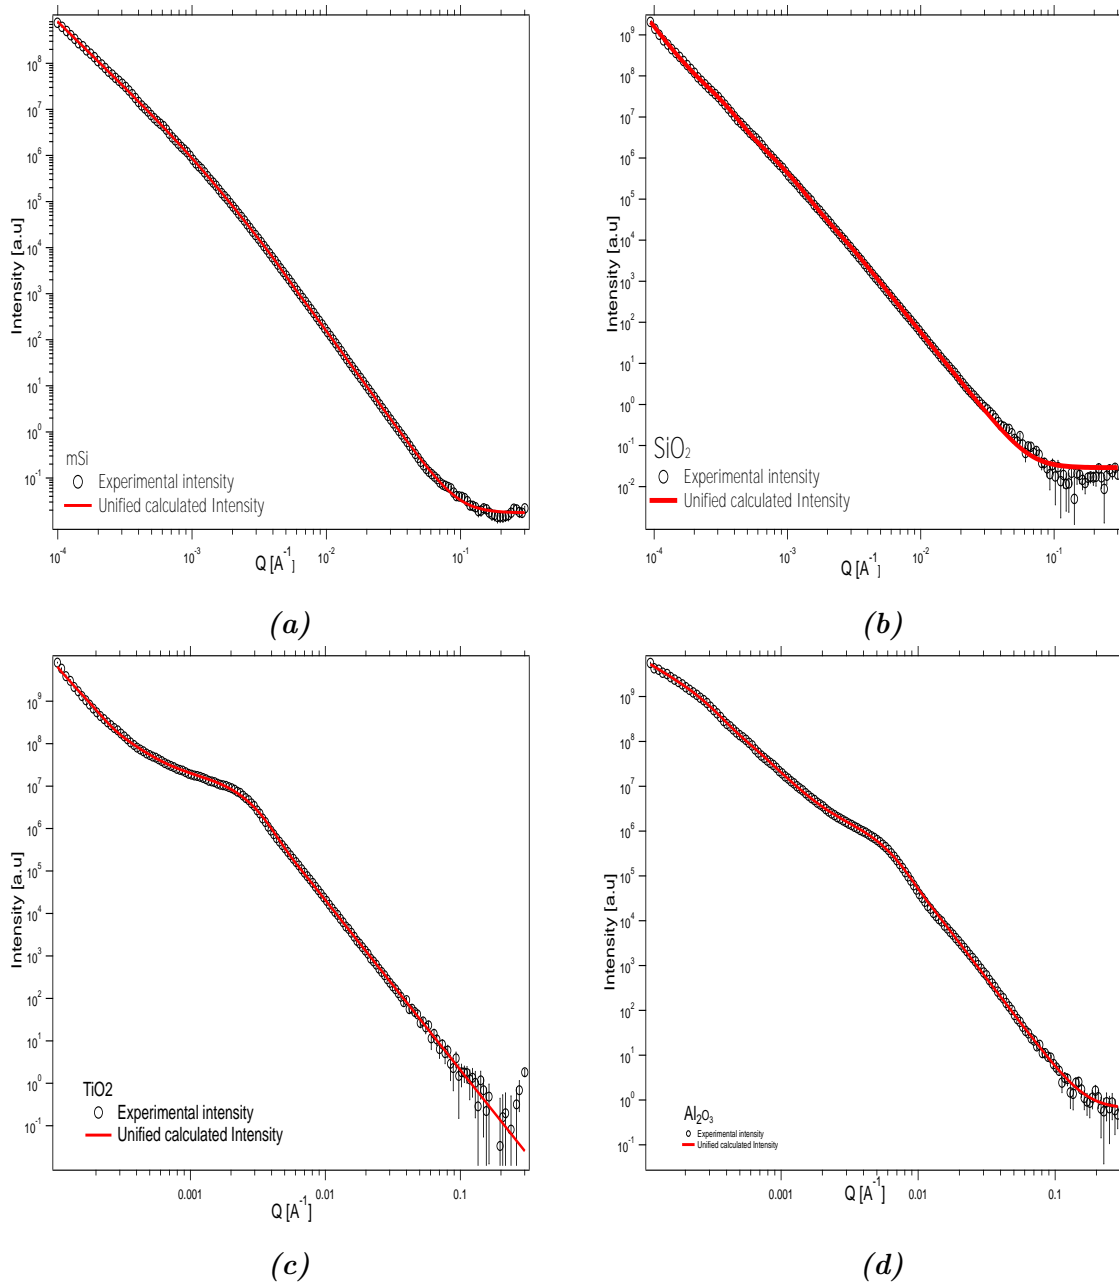 10^8
10^7
10^6
10^5
10^4
10^3
10^2
10^1
10^0
10^-1
Intensity [a.u]
mSi
Experimental intensity
Unified calculated Intensity
10^-4 10^-3 10^-2 10^-1
Q [A^-1]
(a)
10^9
10^8
10^7
10^6
10^5
10^4
10^3
10^2
10^1
10^0
10^-1
10^-2
Intensity [a.u]
SiO₂
Experimental intensity
Unified calculated Intensity
10^-4 10^-3 10^-2 10^-1
Q [A^-1]
(b)
10^9
10^8
10^7
10^6
10^5
10^4
10^3
10^2
10^1
10^0
10^-1
Intensity [a.u]
TiO2
Experimental intensity
Unified calculated Intensity
0.001 0.01 0.1
Q [A^-1]
(c)
10^9
10^8
10^7
10^6
10^5
10^4
10^3
10^2
10^1
10^0
10^-1
Intensity [a.u]
Al₂O₃
Experimental intensity
Unified calculated Intensity
0.001 0.01 0.1
Q [A^-1]
(d)